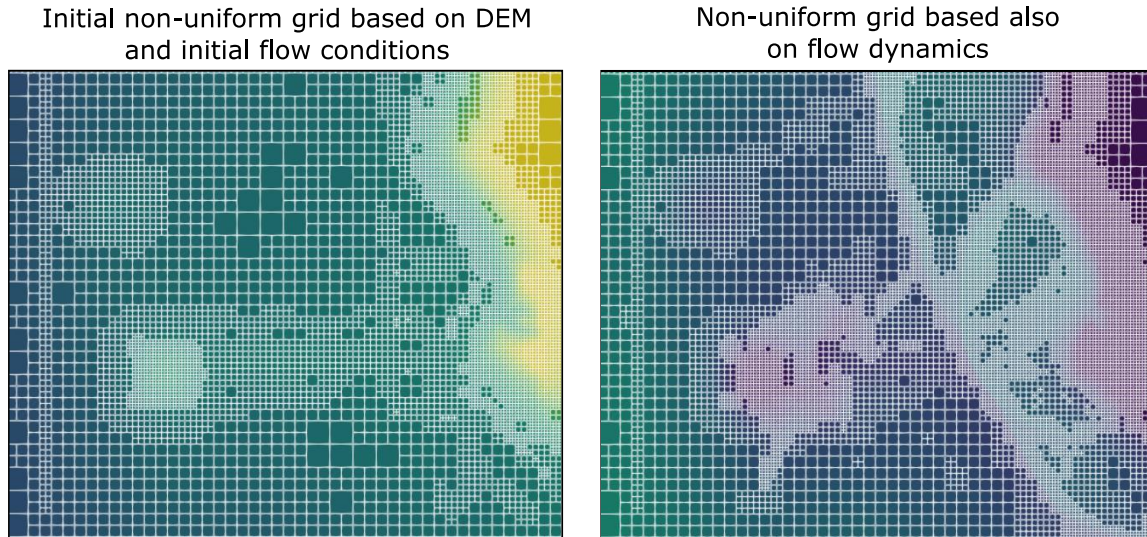 Initial non-uniform grid based on DEM
and initial flow conditions
Non-uniform grid based also
on flow dynamics